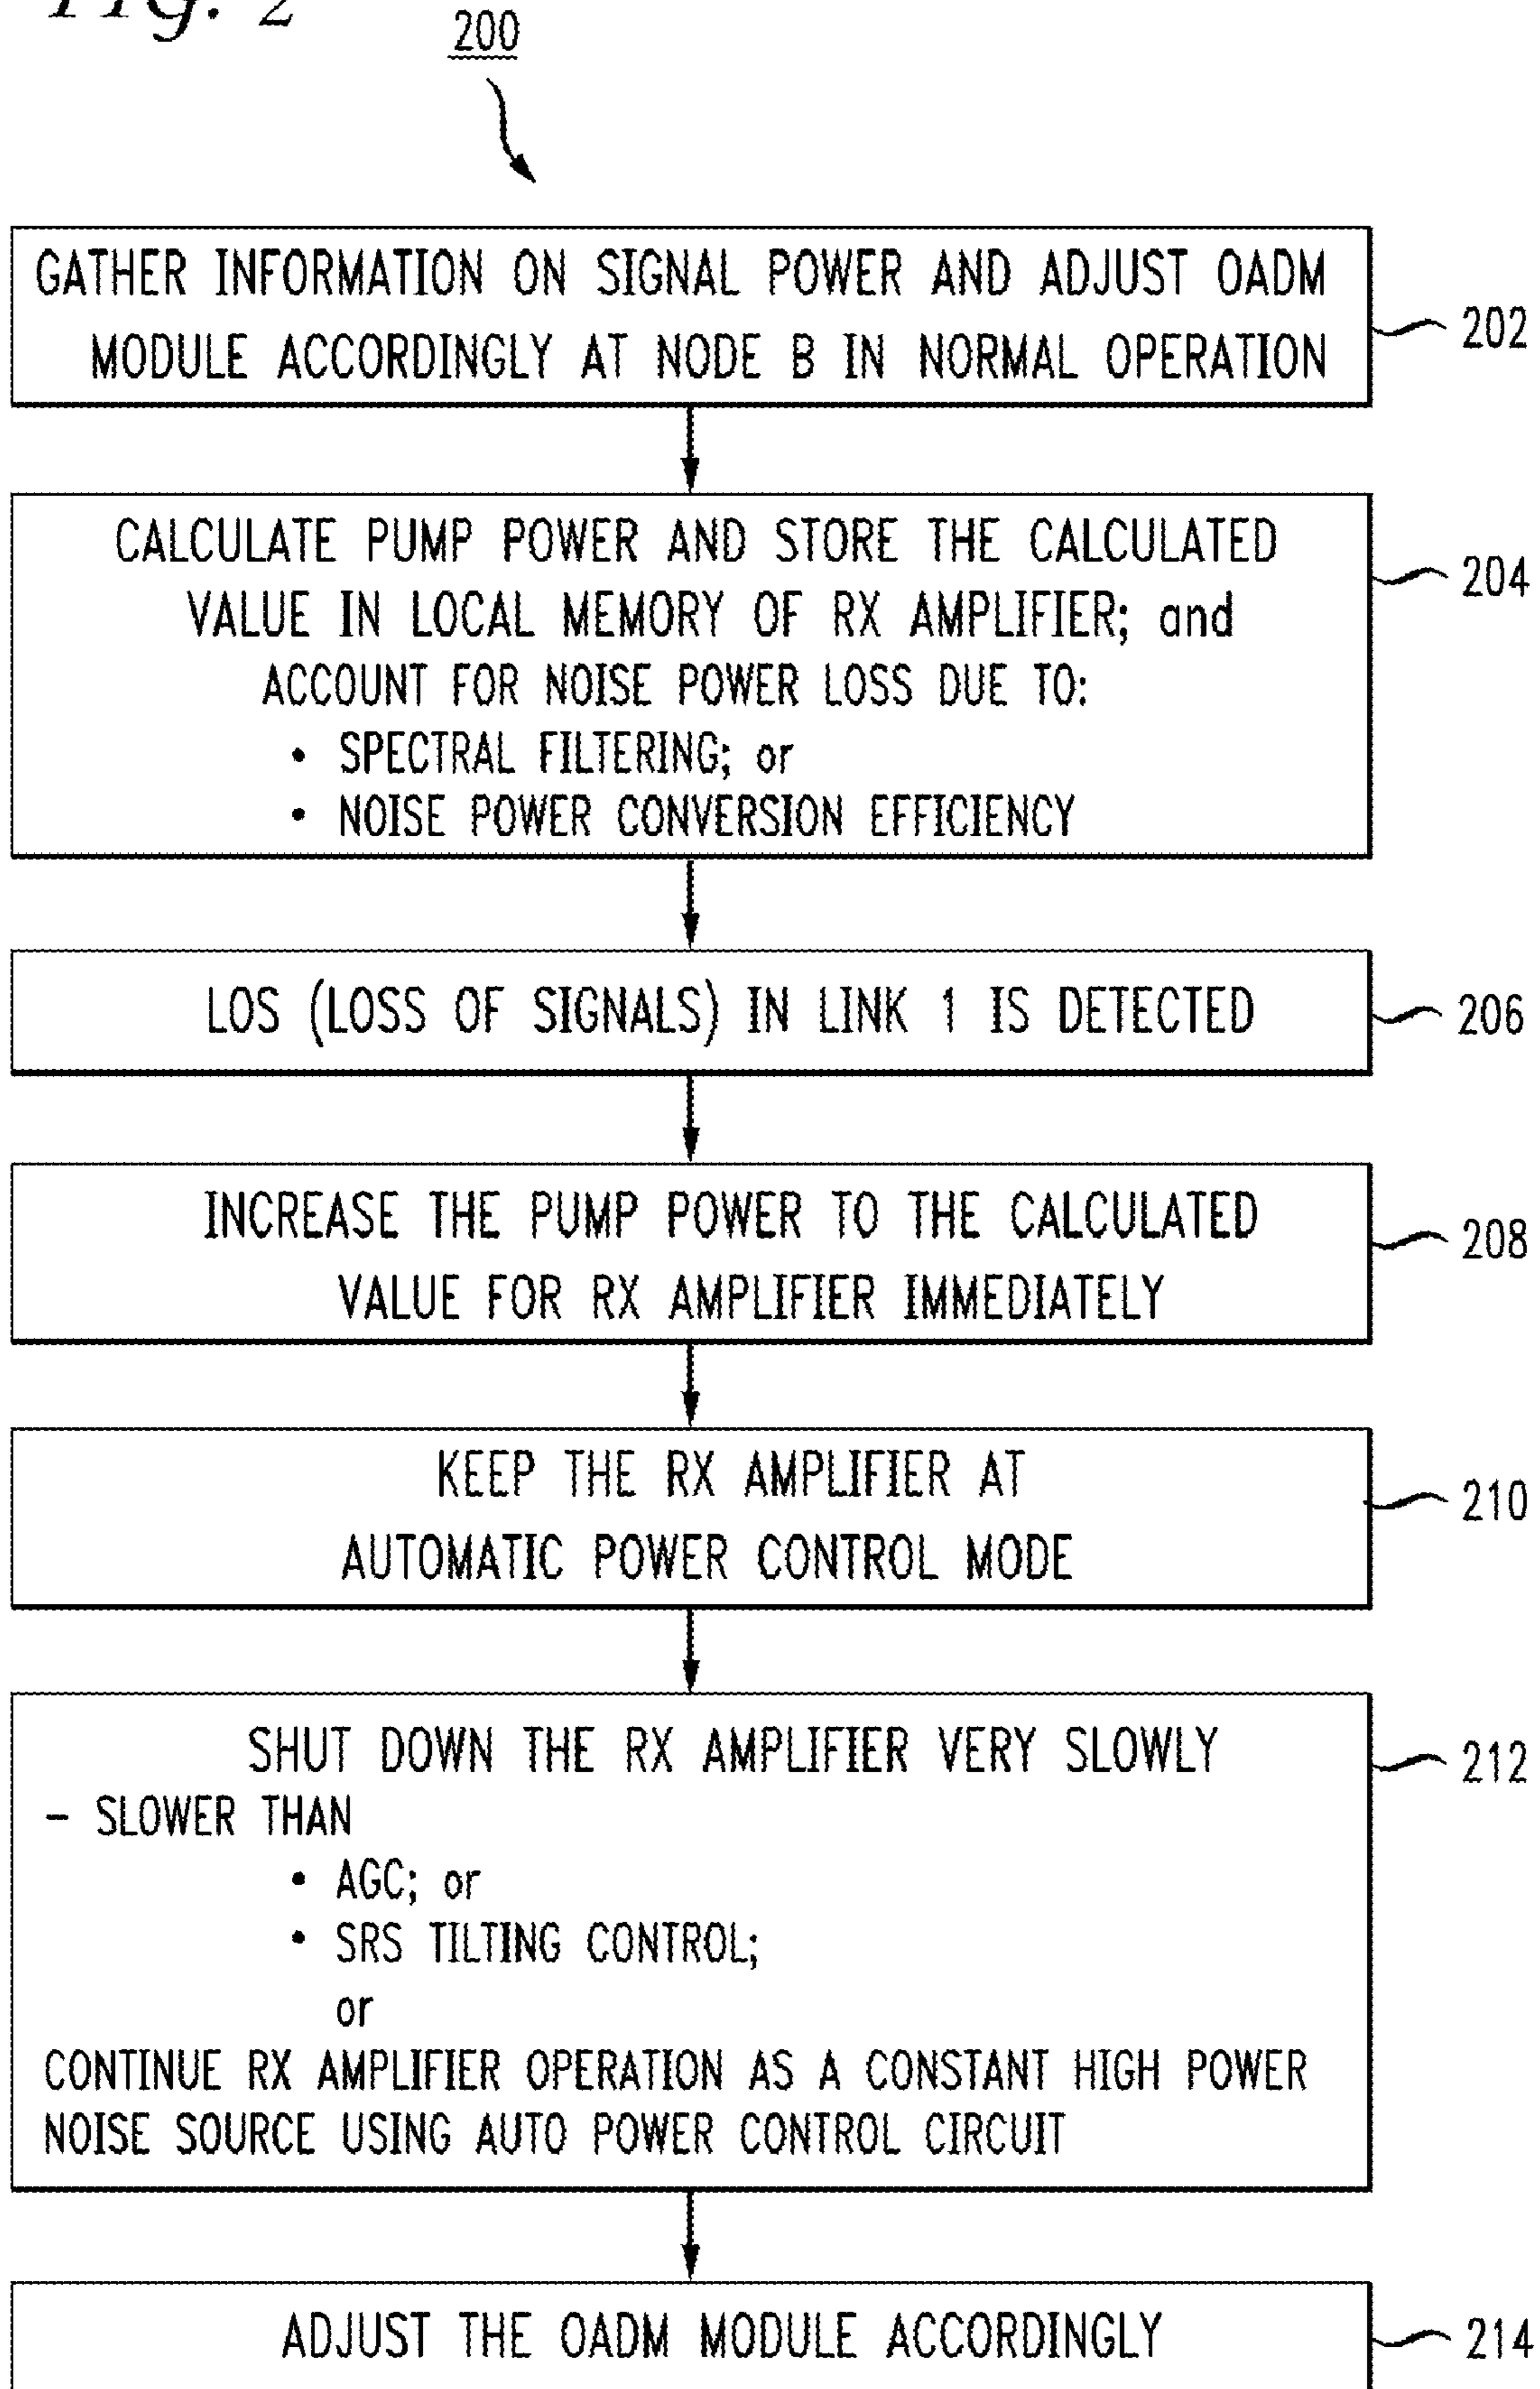 FIG. 2
200
GATHER INFORMATION ON SIGNAL POWER AND ADJUST OADM
MODULE ACCORDINGLY AT NODE B IN NORMAL OPERATION
202
CALCULATE PUMP POWER AND STORE THE CALCULATED
VALUE IN LOCAL MEMORY OF RX AMPLIFIER; and
ACCOUNT FOR NOISE POWER LOSS DUE TO:
• SPECTRAL FILTERING; or
• NOISE POWER CONVERSION EFFICIENCY
204
LOS (LOSS OF SIGNALS) IN LINK 1 IS DETECTED
206
INCREASE THE PUMP POWER TO THE CALCULATED
VALUE FOR RX AMPLIFIER IMMEDIATELY
208
KEEP THE RX AMPLIFIER AT
AUTOMATIC POWER CONTROL MODE
210
SHUT DOWN THE RX AMPLIFIER VERY SLOWLY
– SLOWER THAN
• AGC; or
• SRS TILTING CONTROL;
or
CONTINUE RX AMPLIFIER OPERATION AS A CONSTANT HIGH POWER
NOISE SOURCE USING AUTO POWER CONTROL CIRCUIT
212
ADJUST THE OADM MODULE ACCORDINGLY
214